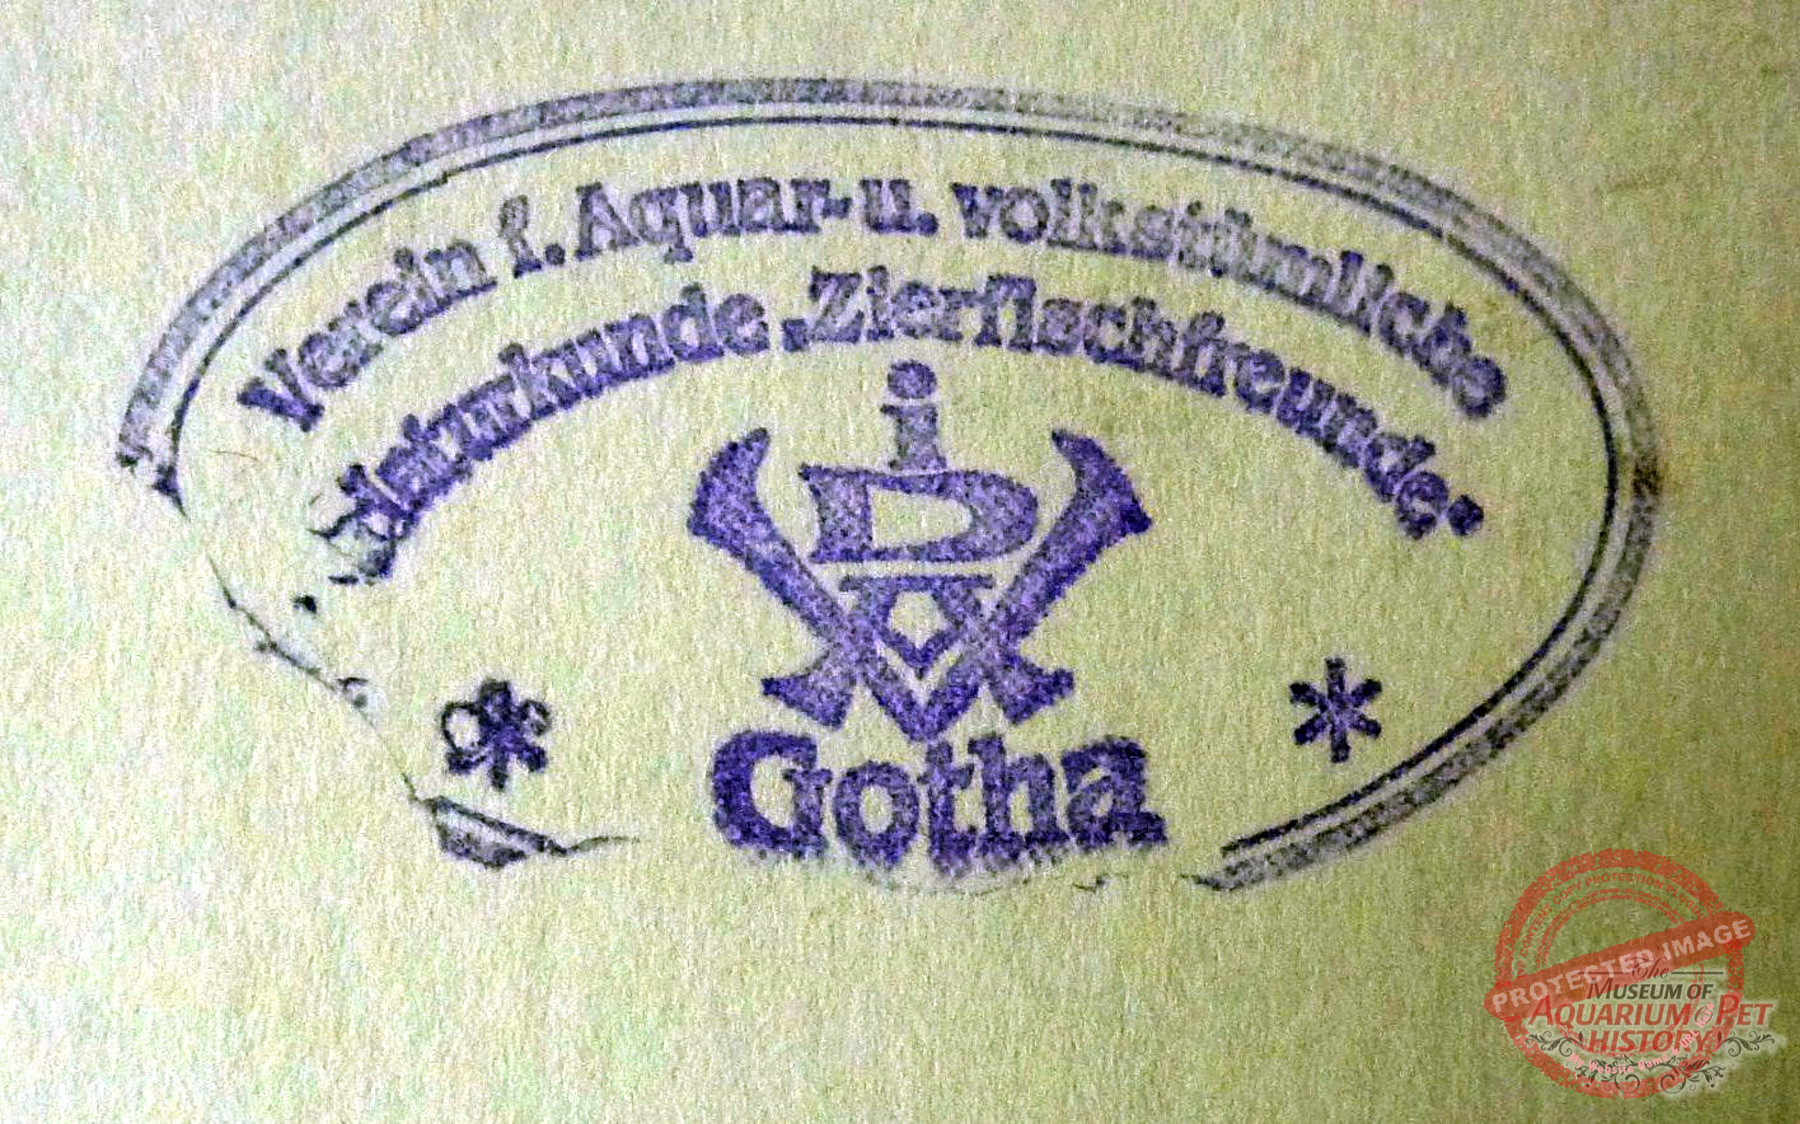 Verein f. Aquar- u. volkstümliche
Naturkunde „Zierfischfreunde"
i
D
A
V
Gotha
PROTECTED IMAGE
The
MUSEUM OF
AQUARIUM & PET
HISTORY